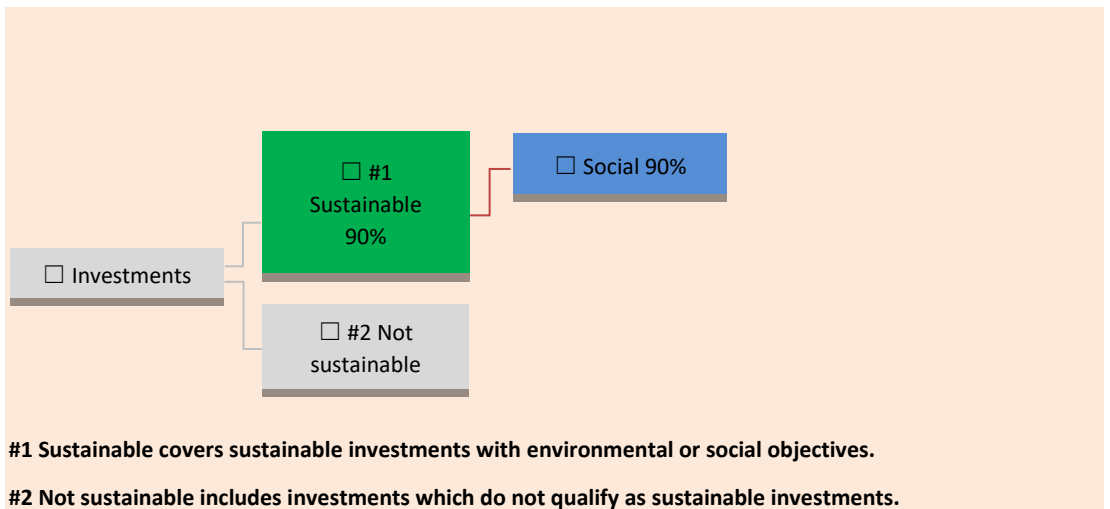 ☐ #1
Sustainable
90%
☐ Social 90%
☐ Investments
☐ #2 Not
sustainable
#1 Sustainable covers sustainable investments with environmental or social objectives.
#2 Not sustainable includes investments which do not qualify as sustainable investments.